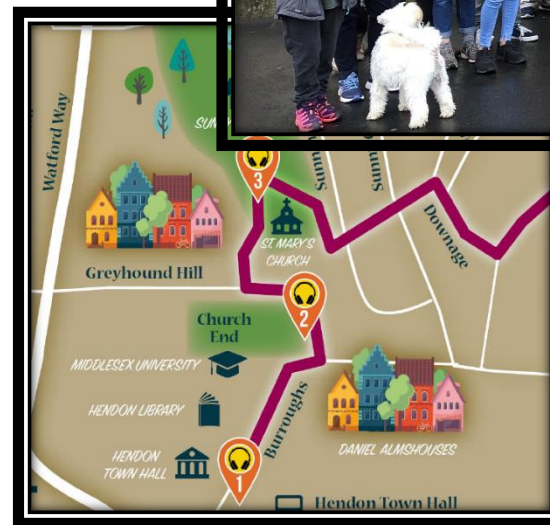 Watford Way
3
Downage
ST. MARY'S
CHURCH
Greyhound Hill
2
Church
End
MIDDLESEX UNIVERSITY
HENDON LIBRARY
Burroughs
HENDON
TOWN HALL
1
DANIEL ALMSHOUSES
Hendon Town Hall